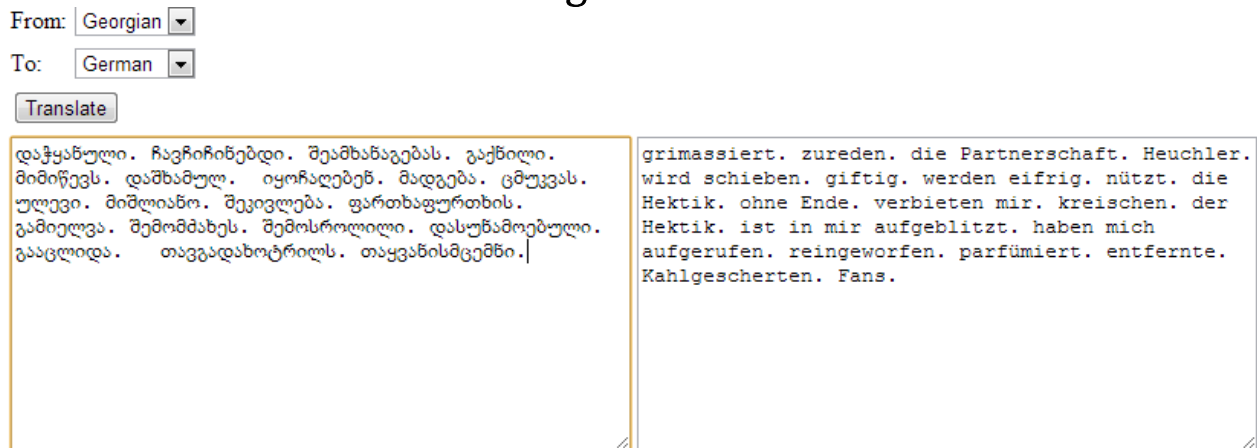 From: Georgian
To: German
Translate
დაჭყანული. ჩავჩიჩინებდი. შეამხანაგებას. გაქნილი.
მიმიწევს. დაშხამულ. იყოჩაღებენ. მადგება. ცმუკვას.
ულევი. მიშლიანო. შეკივლება. ფართხაფურთხის.
გამიელვა. შემომძახეს. შემოსროლილი. დასუნამოებული.
გააცლიდა. თავგადახოტრილს. თაყვანისმცემნი.
grimassiert. zureden. die Partnerschaft. Heuchler.
wird schieben. giftig. werden eifrig. nützt. die
Hektik. ohne Ende. verbieten mir. kreischen. der
Hektik. ist in mir aufgeblitzt. haben mich
aufgerufen. reingeworfen. parfümiert. entfernte.
Kahlgescherten. Fans.